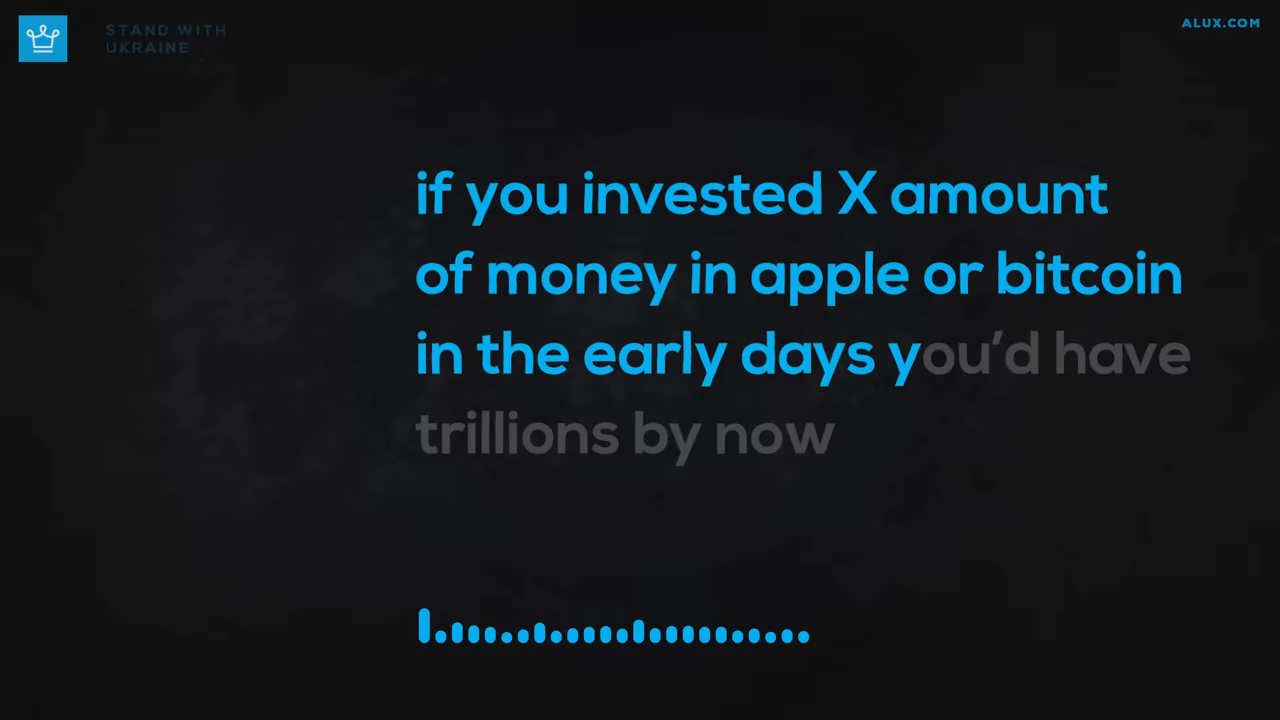 STAND WITH
UKRAINE
ALUX.COM
if you invested X amount
of money in apple or bitcoin
in the early days you’d have
trillions by now